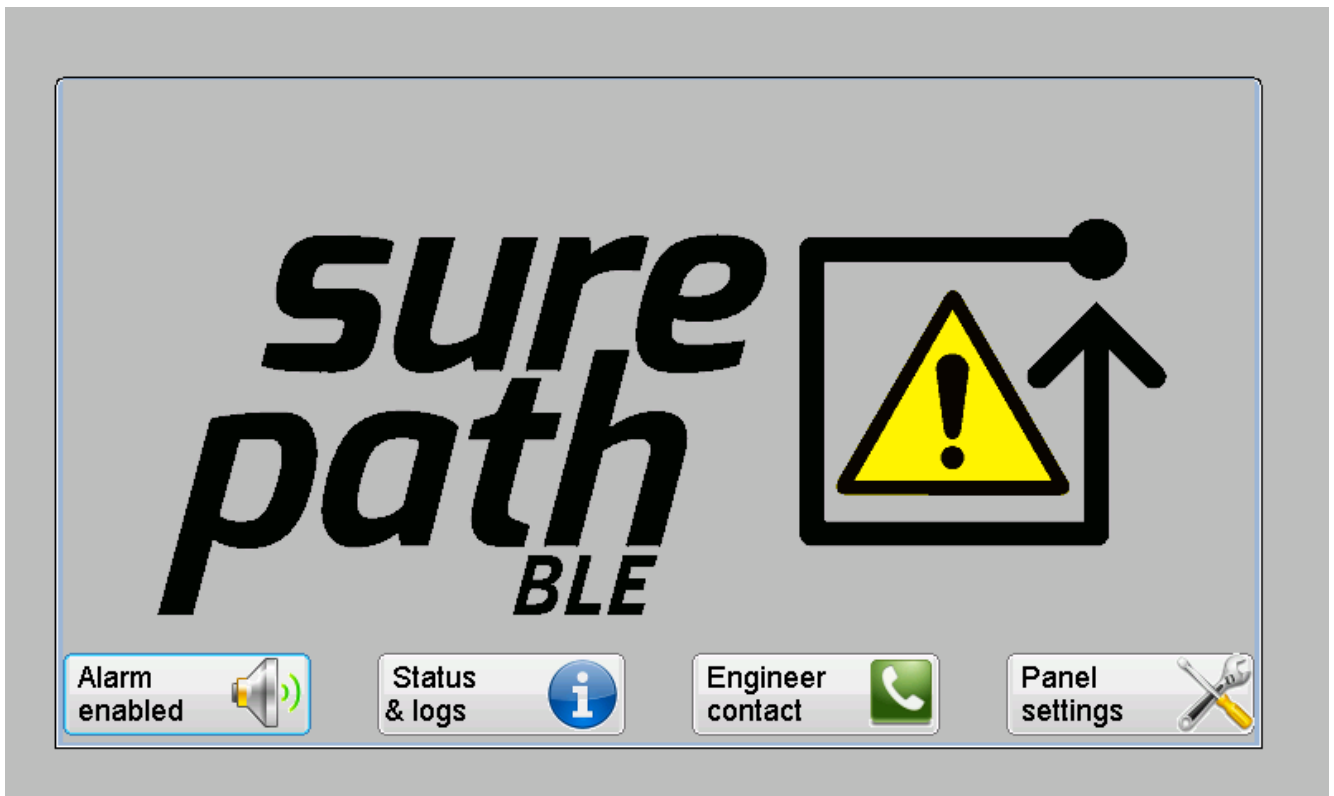 sure
path
BLE
Alarm
enabled
Status
& logs
Engineer
contact
Panel
settings